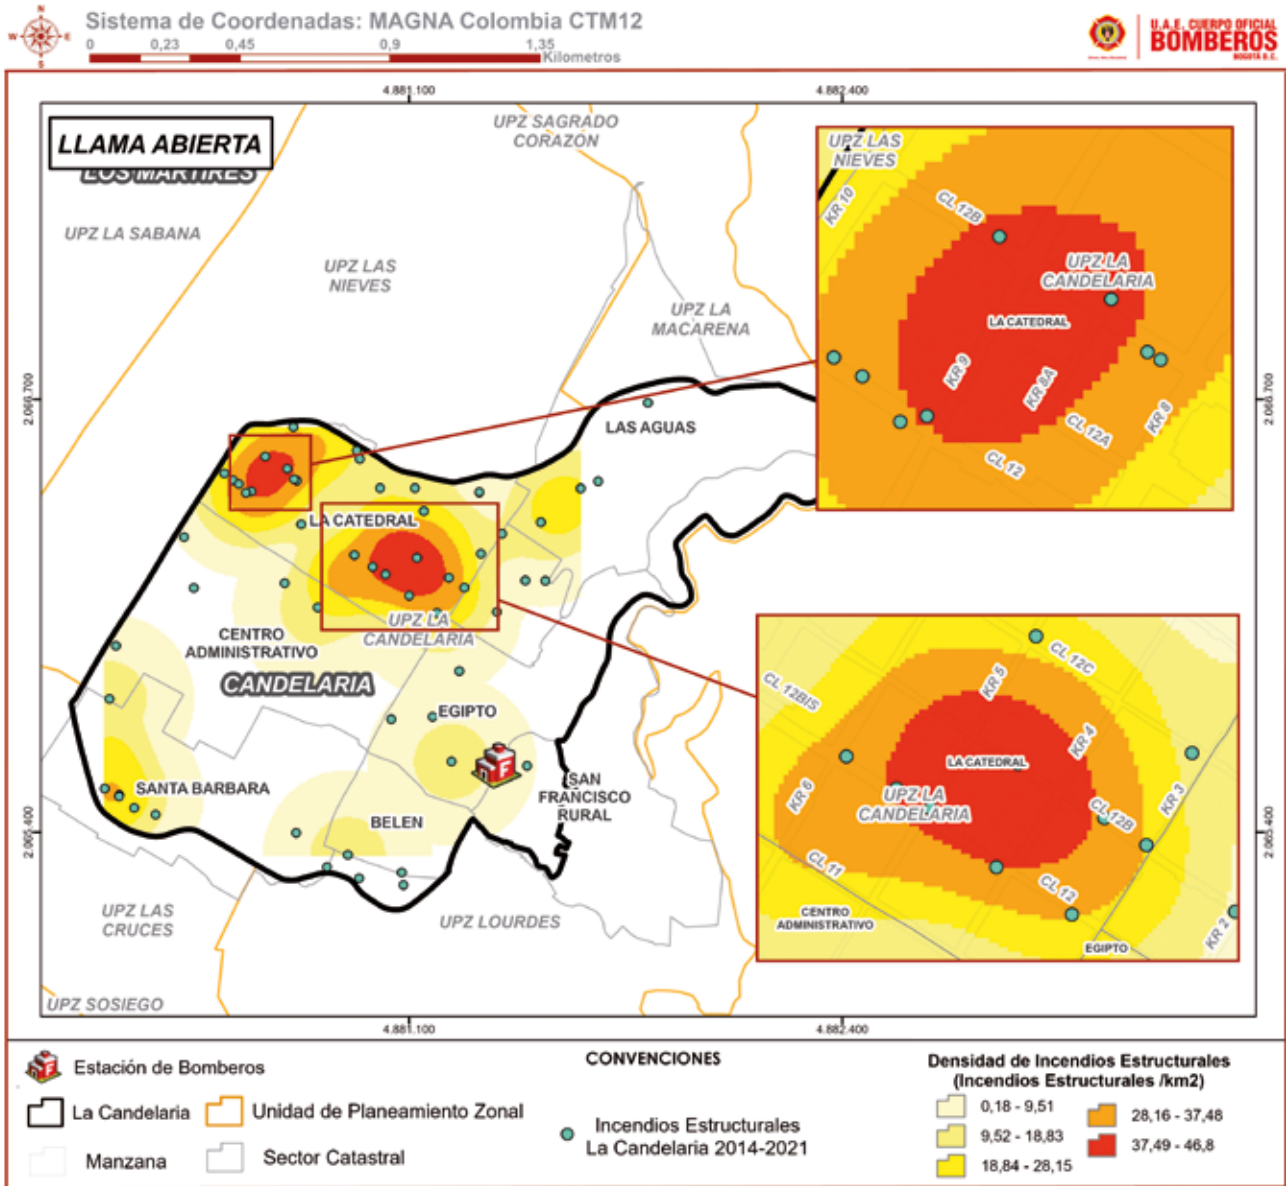 N
W E
S
Sistema de Coordenadas: MAGNA Colombia CTM12
0 0,23 0,45 0,9 1,35
Kilometros
U.A.E. CUERPO OFICIAL
BOMBEROS
BOGOTÁ D.C.
4.881.100 4.882.400
LLAMA ABIERTA
LOS MARTIRES
UPZ SAGRADO
CORAZÓN
UPZ LA SABANA
UPZ LAS
NIEVES
UPZ LA
MACARENA
2.066.700
2.066.700
LAS AGUAS
LA CATEDRAL
UPZ LA
CANDELARIA
CENTRO
ADMINISTRATIVO
CANDELARIA
EGIPTO
SANTA BARBARA
BELEN
SAN
FRANCISCO
RURAL
F
2.065.400
2.065.400
UPZ LAS
CRUCES
UPZ LOURDES
UPZ SOSIEGO
UPZ LAS
NIEVES
KR 10
CL 12B
UPZ LA
CANDELARIA
LA CATEDRAL
KR 9
KR 8A
KR 8
CL 12A
CL 12
CL 12C
CL 12BIS
KR 5
KR 4
LA CATEDRAL
KR 6
UPZ LA
CANDELARIA
KR 3
CL 12B
CL 11
CL 12
CENTRO
ADMINISTRATIVO
EGIPTO
KR 2
4.881.100 4.882.400
CONVENCIONES
F
Estación de Bomberos
La Candelaria
Unidad de Planeamiento Zonal
Manzana
Sector Catastral
Incendios Estructurales
La Candelaria 2014-2021
Densidad de Incendios Estructurales
(Incendios Estructurales /km2)
0,18 - 9,51
9,52 - 18,83
18,84 - 28,15
28,16 - 37,48
37,49 - 46,8